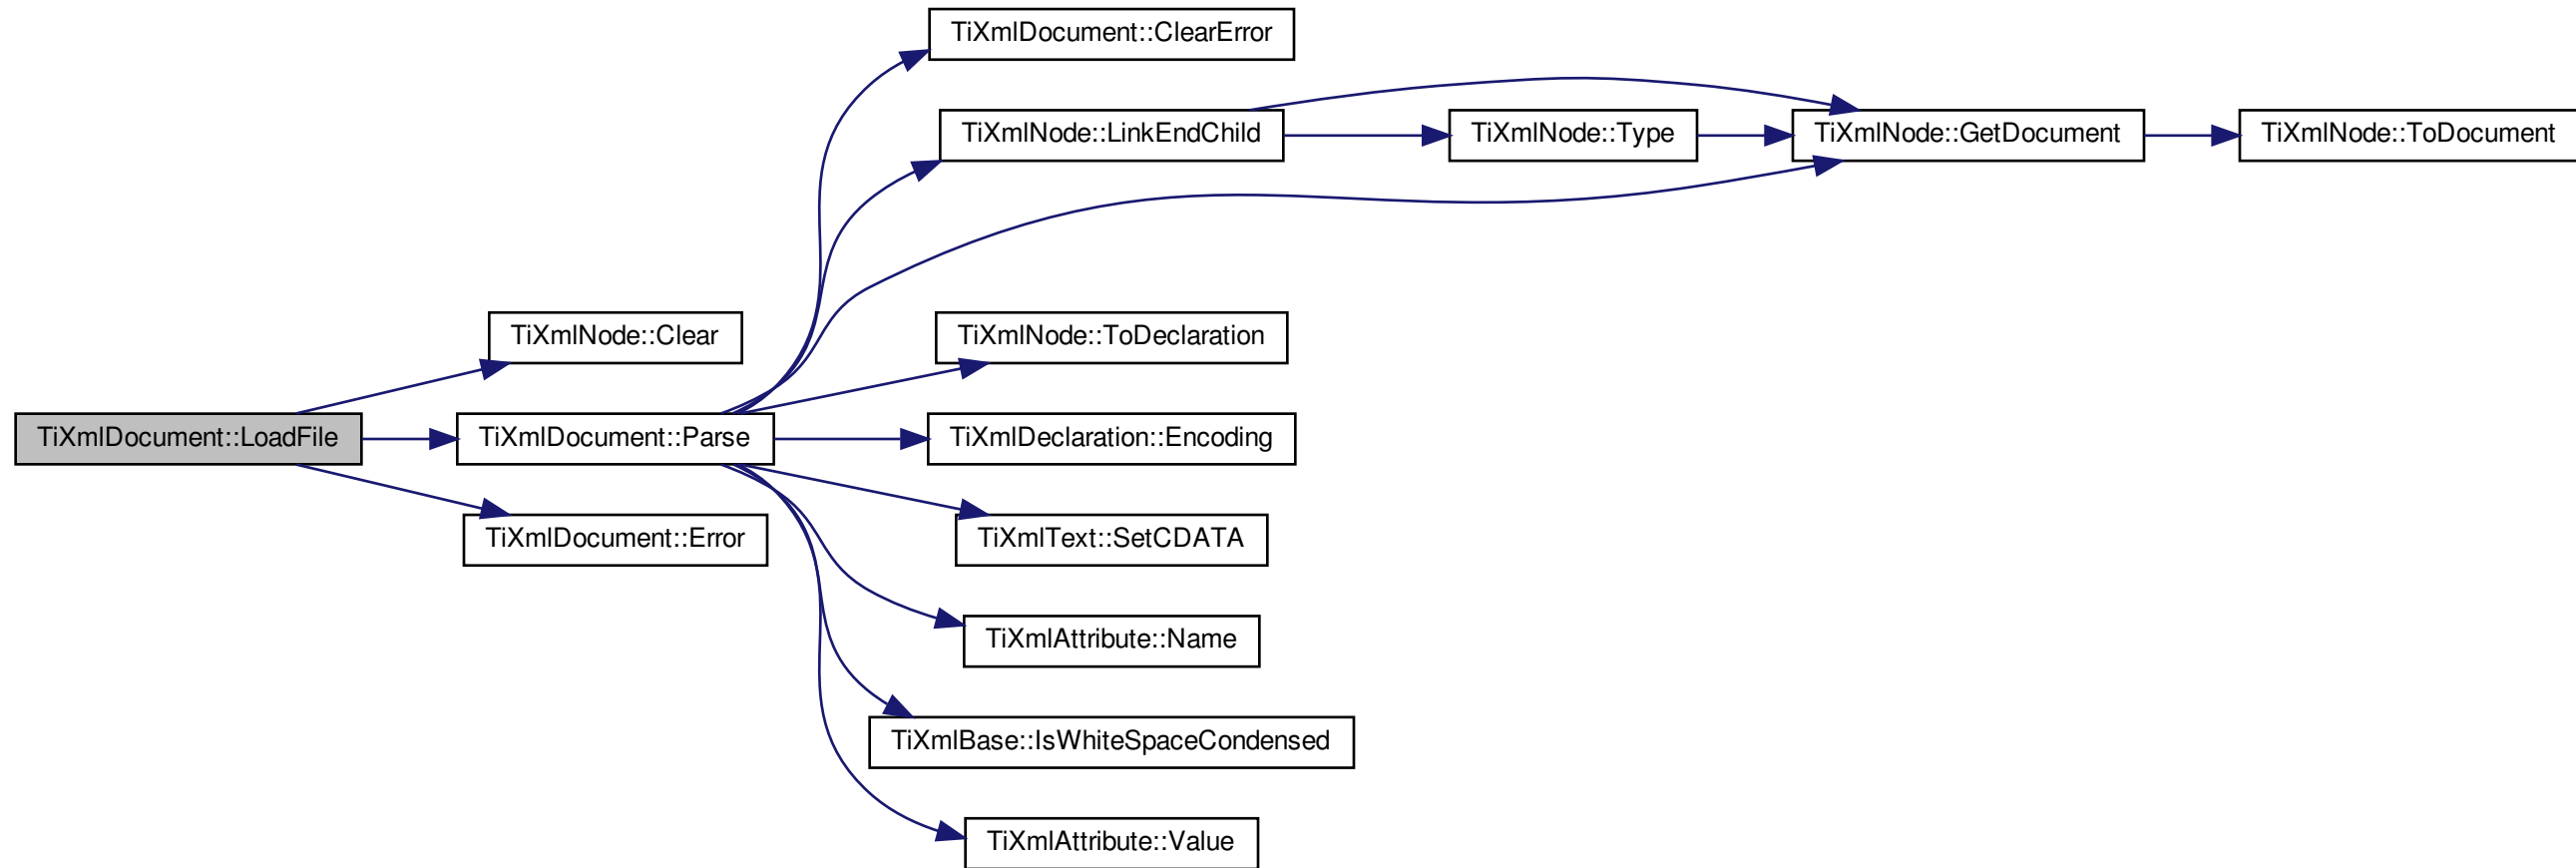 TiXmlDocument::ClearError
TiXmlNode::LinkEndChild
TiXmlNode::Type
TiXmlNode::GetDocument
TiXmlNode::ToDocument
TiXmlNode::Clear
TiXmlNode::ToDeclaration
TiXmlDocument::LoadFile
TiXmlDocument::Parse
TiXmlDeclaration::Encoding
TiXmlDocument::Error
TiXmlText::SetCDATA
TiXmlAttribute::Name
TiXmlBase::IsWhiteSpaceCondensed
TiXmlAttribute::Value